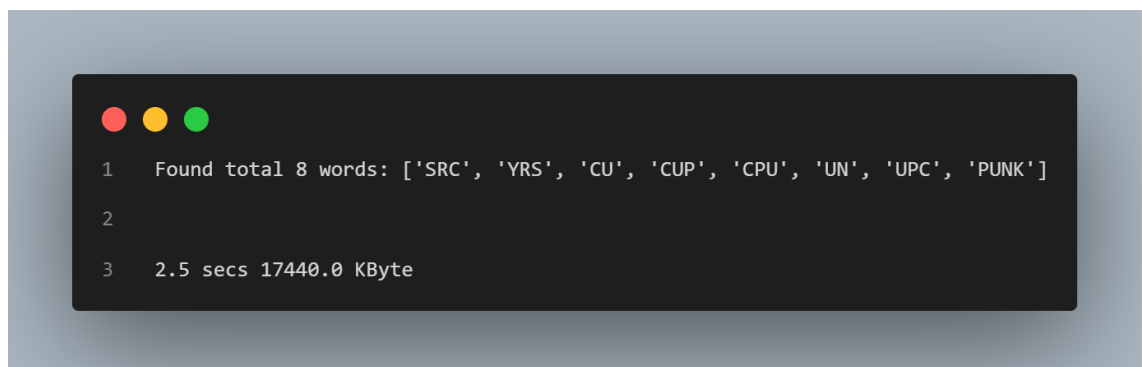 1 Found total 8 words: ['SRC', 'YRS', 'CU', 'CUP', 'CPU', 'UN', 'UPC', 'PUNK']
2
3 2.5 secs 17440.0 KByte